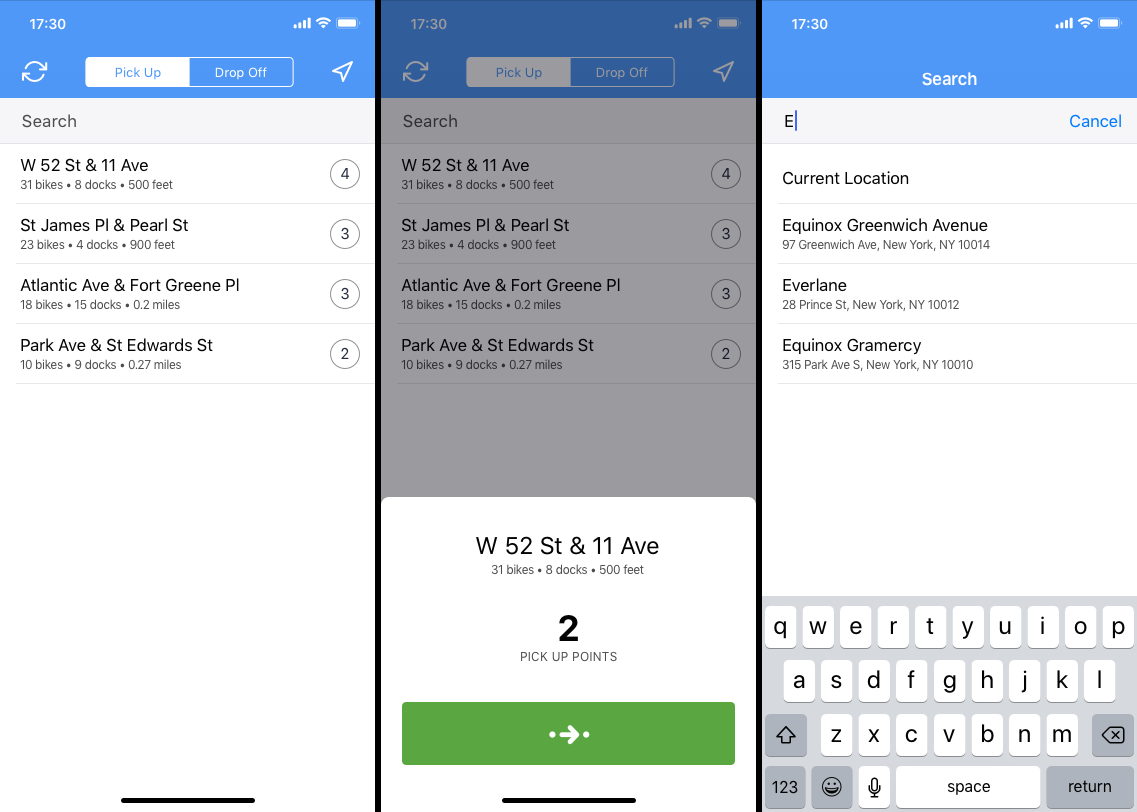 17:30
Pick Up
Drop Off
Search
W 52 St & 11 Ave
31 bikes • 8 docks • 500 feet
4
St James Pl & Pearl St
23 bikes • 4 docks • 900 feet
3
Atlantic Ave & Fort Greene Pl
18 bikes • 15 docks • 0.2 miles
3
Park Ave & St Edwards St
10 bikes • 9 docks • 0.27 miles
2
17:30
Pick Up
Drop Off
Search
W 52 St & 11 Ave
31 bikes • 8 docks • 500 feet
4
St James Pl & Pearl St
23 bikes • 4 docks • 900 feet
3
Atlantic Ave & Fort Greene Pl
18 bikes • 15 docks • 0.2 miles
3
Park Ave & St Edwards St
10 bikes • 9 docks • 0.27 miles
2
W 52 St & 11 Ave
31 bikes • 8 docks • 500 feet
2
PICK UP POINTS
17:30
Search
E
Cancel
Current Location
Equinox Greenwich Avenue
97 Greenwich Ave, New York, NY 10014
Everlane
28 Prince St, New York, NY 10012
Equinox Gramercy
315 Park Ave S, New York, NY 10010
q w e r t y u i o p
a s d f g h j k l
z x c v b n m
123 space return